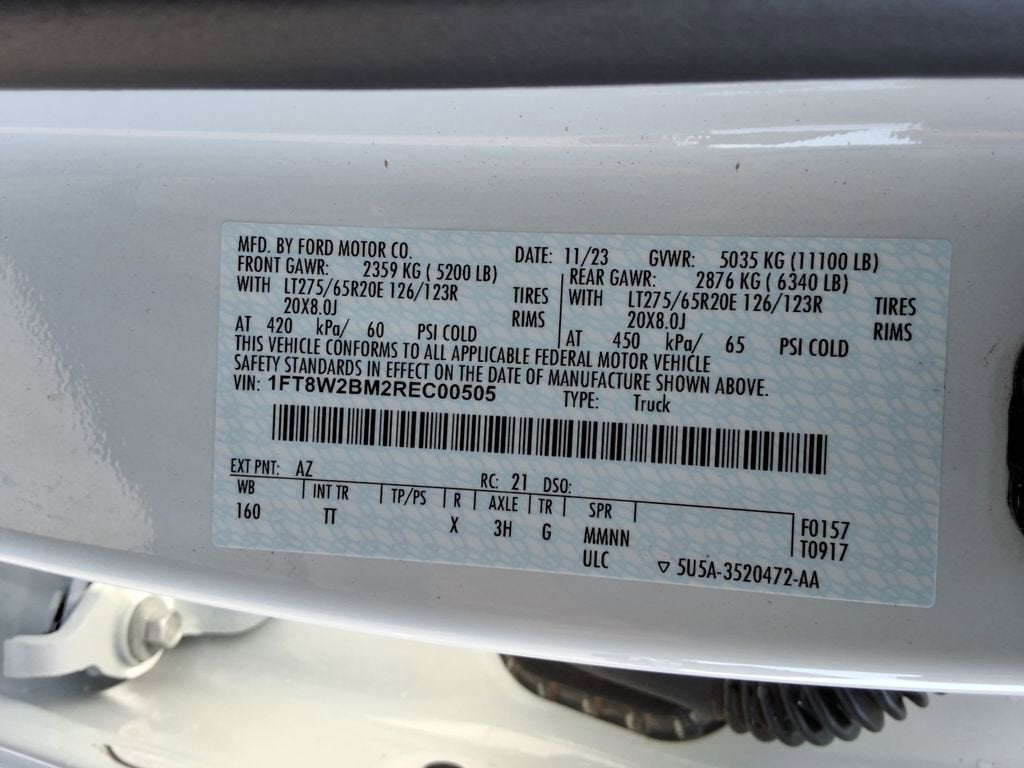 MFD. BY FORD MOTOR CO. DATE: 11/23 GVWR: 5035 KG (11100 LB)
FRONT GAWR: 2359 KG ( 5200 LB) REAR GAWR: 2876 KG ( 6340 LB)
WITH LT275/65R20E 126/123R TIRES WITH LT275/65R20E 126/123R TIRES
20X8.0J RIMS 20X8.0J RIMS
AT 420 kPa/ 60 PSI COLD AT 450 kPa/ 65 PSI COLD
THIS VEHICLE CONFORMS TO ALL APPLICABLE FEDERAL MOTOR VEHICLE
SAFETY STANDARDS IN EFFECT ON THE DATE OF MANUFACTURE SHOWN ABOVE.
VIN: 1FT8W2BM2REC00505 TYPE: Truck
EXT PNT: AZ RC: 21 DSO:
WB INT TR TP/PS R AXLE TR SPR
160 TT X 3H G MMNN F0157
ULC T0917
▽ 5U5A-3520472-AA